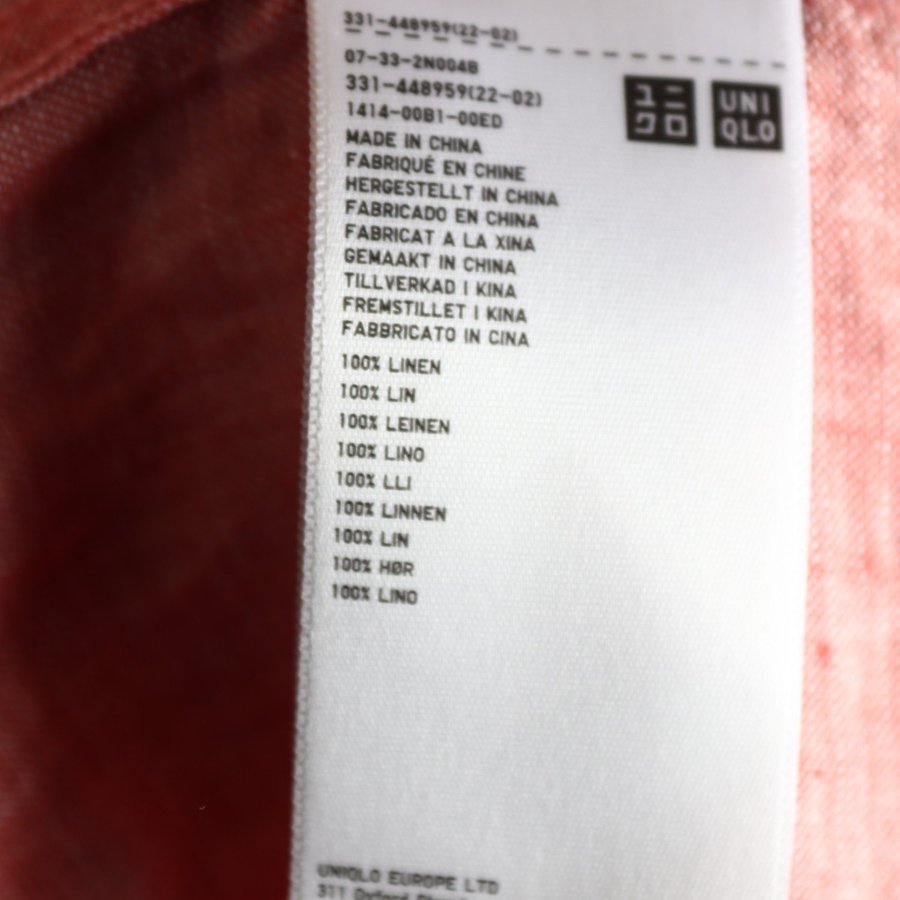 331-448959(22-02)
07-33-2N004B
331-448959(22-02)
1414-00B1-00ED
ユニ
クロ
UNI
QLO
MADE IN CHINA
FABRIQUÉ EN CHINE
HERGESTELLT IN CHINA
FABRICADO EN CHINA
FABRICAT A LA XINA
GEMAAKT IN CHINA
TILLVERKAD I KINA
FREMSTILLET I KINA
FABBRICATO IN CINA
100% LINEN
100% LIN
100% LEINEN
100% LINO
100% LLI
100% LINNEN
100% LIN
100% HØR
100% LINO
UNIQLO EUROPE LTD
311 Oxford